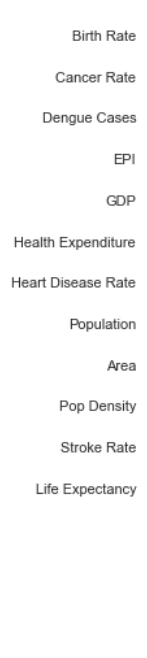 Birth Rate
Cancer Rate
Dengue Cases
EPI
GDP
Health Expenditure
Heart Disease Rate
Population
Area
Pop Density
Stroke Rate
Life Expectancy